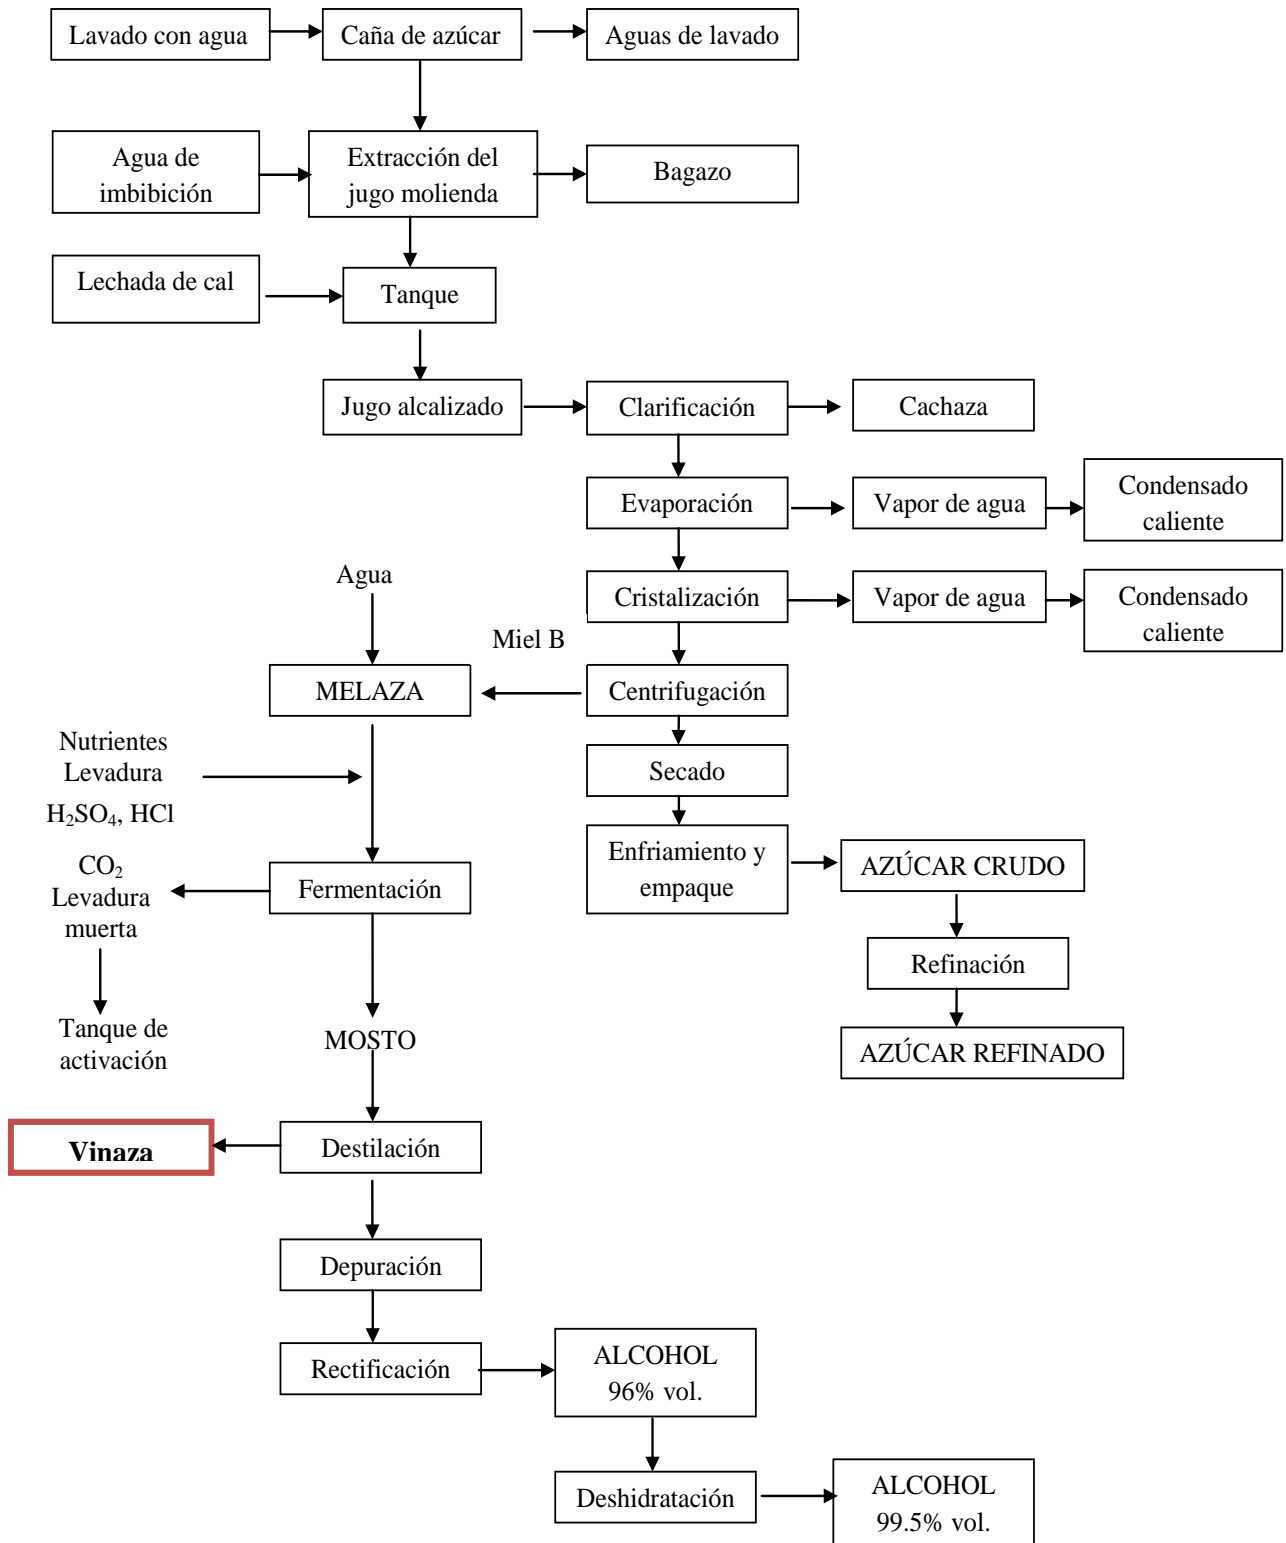 Lavado con agua
Caña de azúcar
Aguas de lavado
Agua de
imbibición
Extracción del
jugo molienda
Bagazo
Lechada de cal
Tanque
Jugo alcalizado
Clarificación
Cachaza
Evaporación
Vapor de agua
Condensado
caliente
Agua
Cristalización
Vapor de agua
Condensado
caliente
Miel B
MELAZA
Centrifugación
Nutrientes
Levadura
H₂SO₄, HCl
Secado
CO₂
Levadura
muerta
Fermentación
Enfriamiento y
empaque
AZÚCAR CRUDO
Refinación
Tanque de
activación
MOSTO
AZÚCAR REFINADO
Vinaza
Destilación
Depuración
Rectificación
ALCOHOL
96% vol.
Deshidratación
ALCOHOL
99.5% vol.